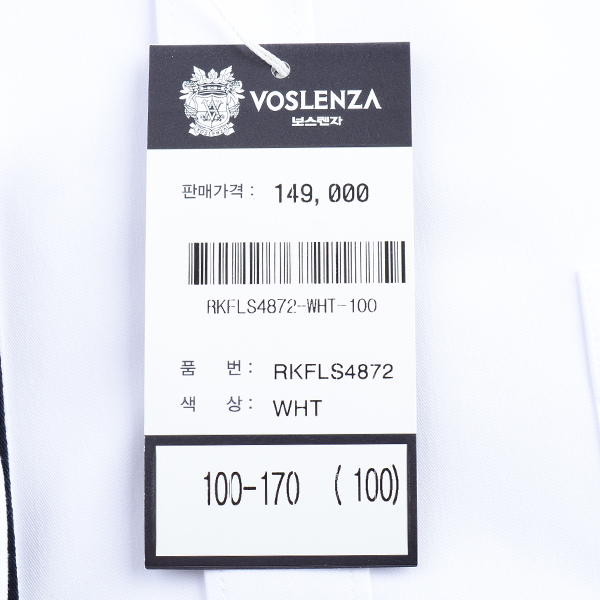 VOSLENZA
보스렌자
판매가격 : 149,000
RKFLS4872-WHT-100
품 번 : RKFLS4872
색 상 : WHT
100-170 (100)